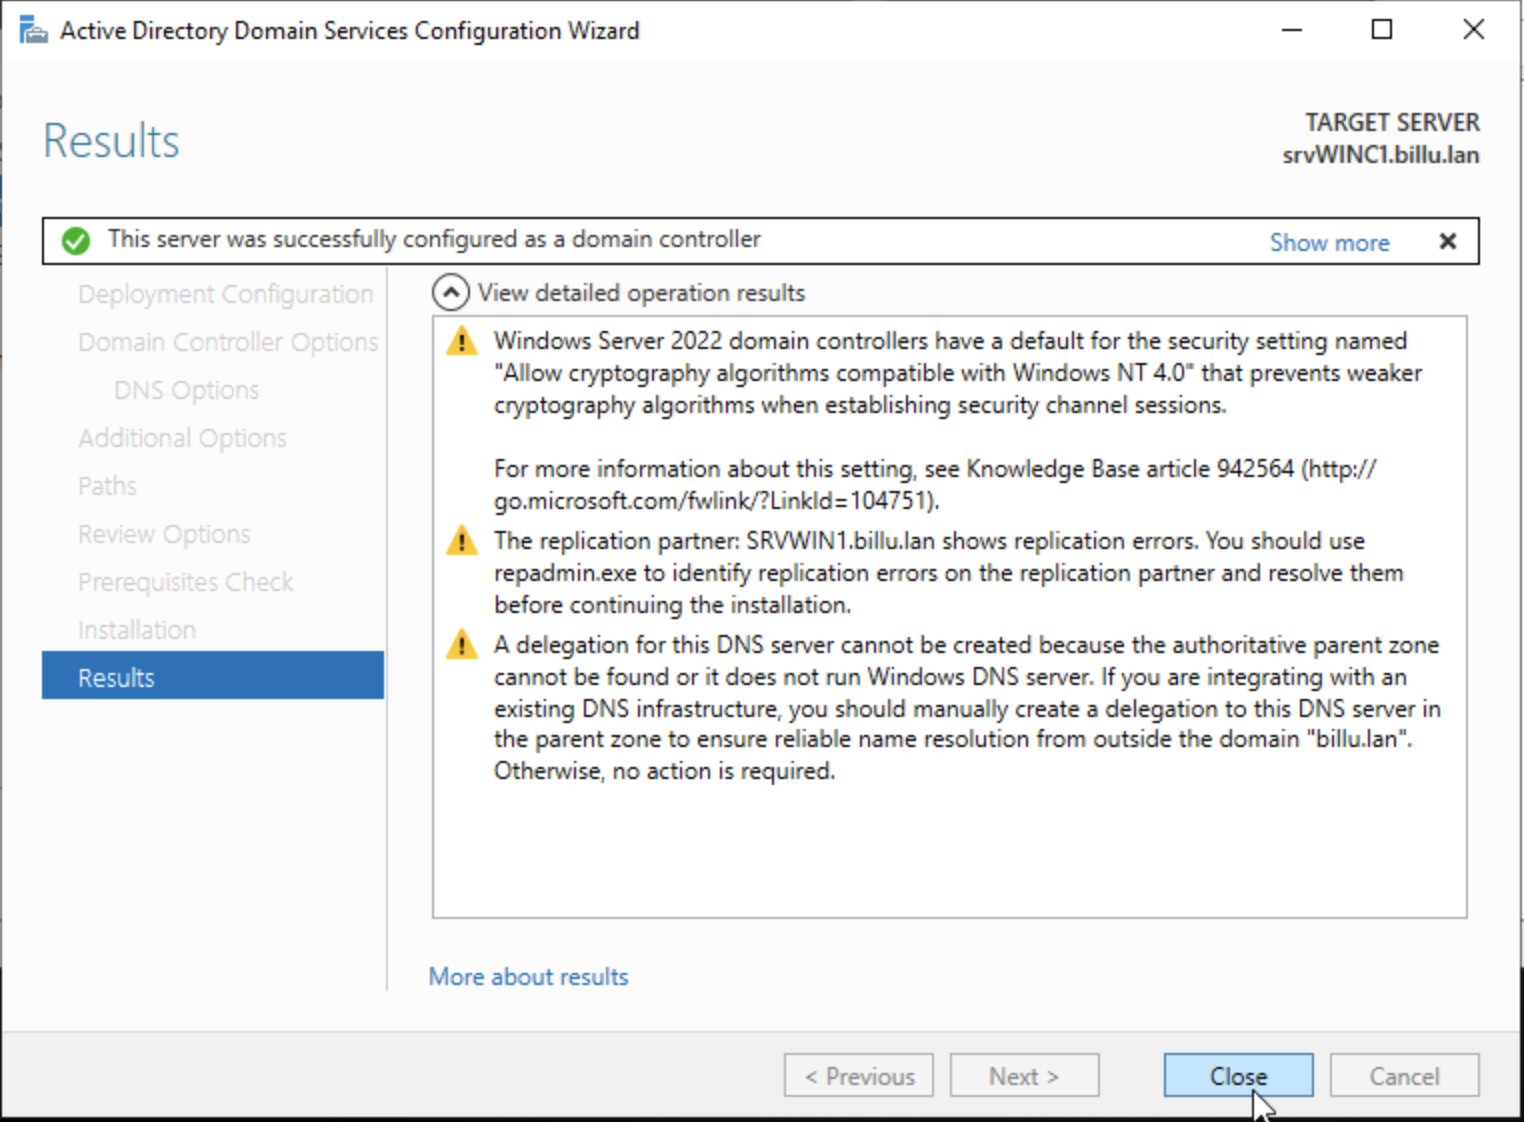 Active Directory Domain Services Configuration Wizard
Results
TARGET SERVER
srvWINC1.billu.lan
This server was successfully configured as a domain controller
Show more
Deployment Configuration
Domain Controller Options
DNS Options
Additional Options
Paths
Review Options
Prerequisites Check
Installation
Results
View detailed operation results
Windows Server 2022 domain controllers have a default for the security setting named
"Allow cryptography algorithms compatible with Windows NT 4.0" that prevents weaker
cryptography algorithms when establishing security channel sessions.
For more information about this setting, see Knowledge Base article 942564 (http://
go.microsoft.com/fwlink/?LinkId=104751).
The replication partner: SRVWIN1.billu.lan shows replication errors. You should use
repadmin.exe to identify replication errors on the replication partner and resolve them
before continuing the installation.
A delegation for this DNS server cannot be created because the authoritative parent zone
cannot be found or it does not run Windows DNS server. If you are integrating with an
existing DNS infrastructure, you should manually create a delegation to this DNS server in
the parent zone to ensure reliable name resolution from outside the domain "billu.lan".
Otherwise, no action is required.
More about results
< Previous
Next >
Close
Cancel